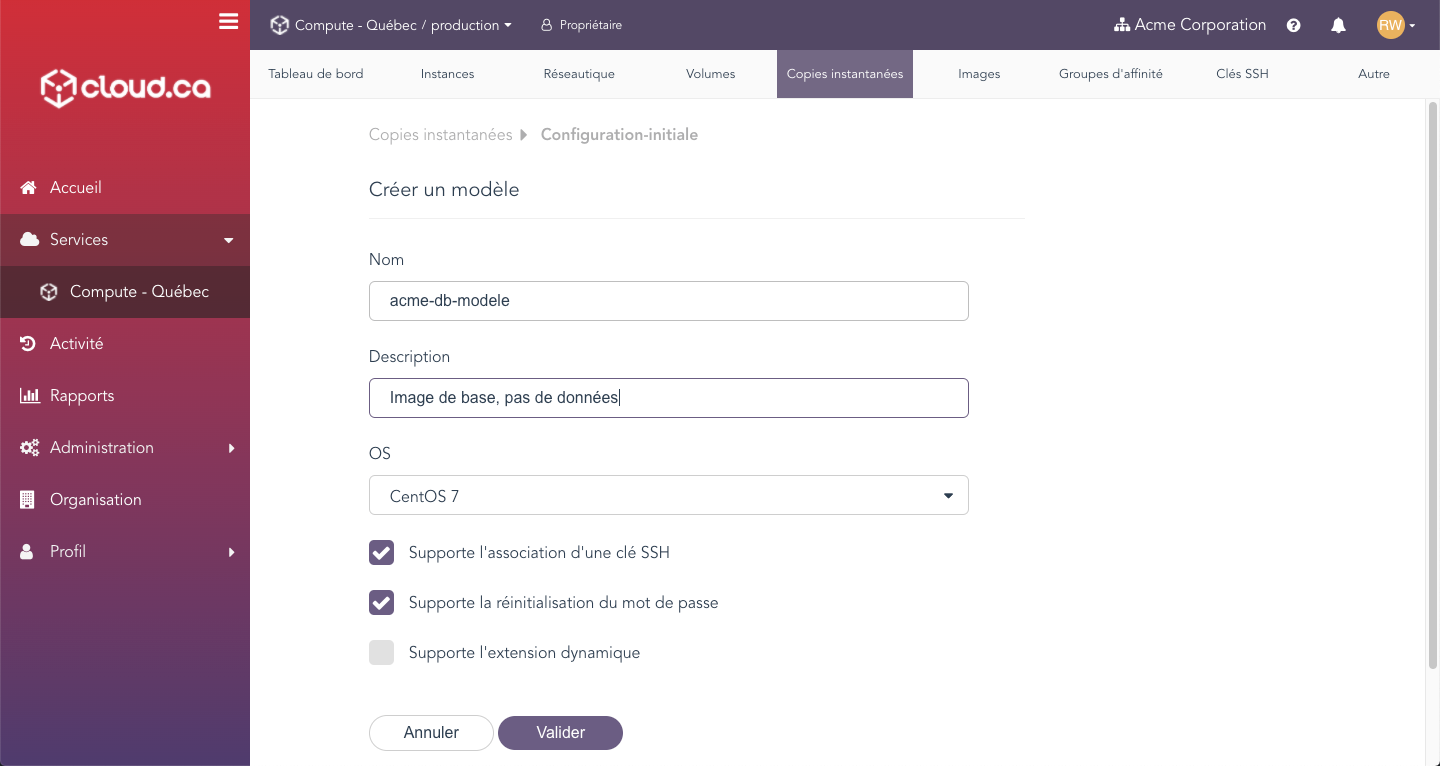 Compute - Québec / production
Propriétaire
Acme Corporation
RW
cloud.ca
Tableau de bord
Instances
Réseautique
Volumes
Copies instantanées
Images
Groupes d'affinité
Clés SSH
Autre
Accueil
Services
Compute - Québec
Activité
Rapports
Administration
Organisation
Profil
Copies instantanées Configuration-initiale
Créer un modèle
Nom
acme-db-modele
Description
Image de base, pas de données
OS
CentOS 7
Supporte l'association d'une clé SSH
Supporte la réinitialisation du mot de passe
Supporte l'extension dynamique
Annuler
Valider